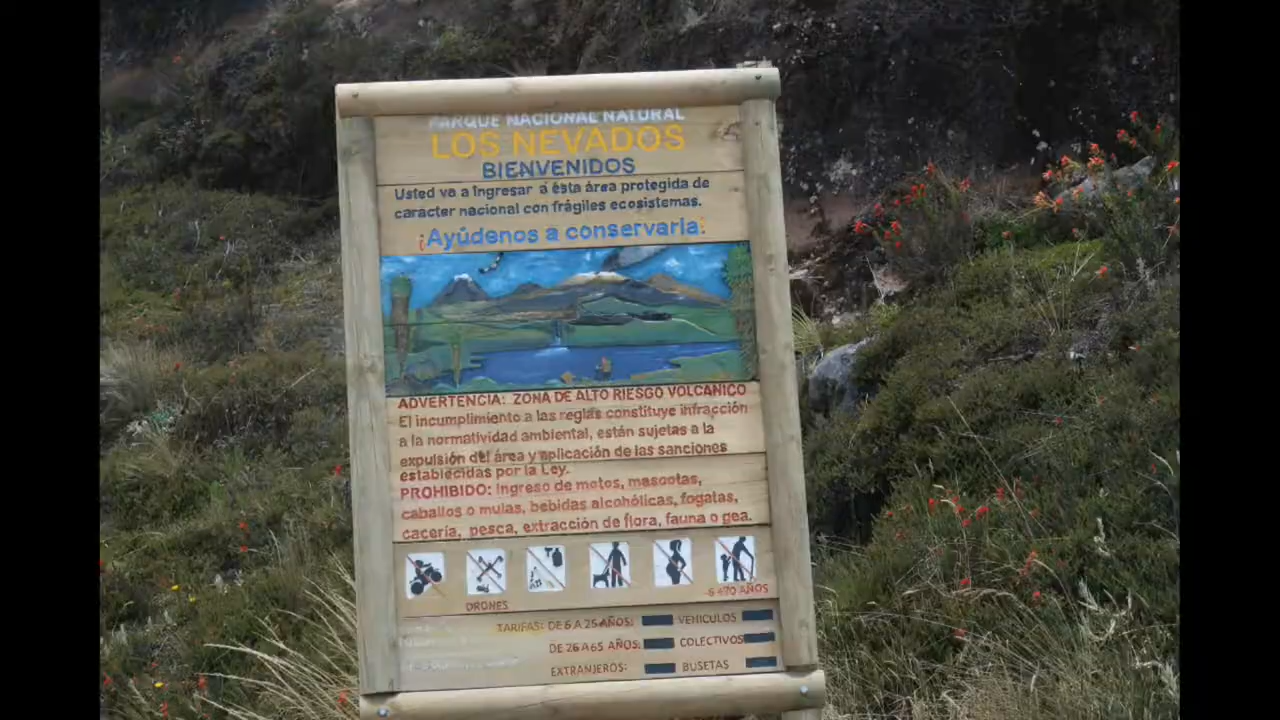 PARQUE NACIONAL NATURAL
LOS NEVADOS
BIENVENIDOS
Usted va a ingresar a ésta área protegida de
carácter nacional con frágiles ecosistemas.
¡Ayúdenos a conservarla!
ADVERTENCIA: ZONA DE ALTO RIESGO VOLCANICO
El incumplimiento a las reglas constituye infracción
a la normatividad ambiental, están sujetas a la
expulsión del área y aplicación de las sanciones
establecidas por la Ley.
PROHIBIDO: Ingreso de motos, mascotas,
caballos o mulas, bebidas alcohólicas, fogatas,
cacería, pesca, extracción de flora, fauna o gea.
DRONES
-6 +70 AÑOS
TARIFAS: DE 6 A 25 AÑOS: VEHICULOS
DE 26 A 65 AÑOS: COLECTIVOS
EXTRANJEROS: BUSETAS